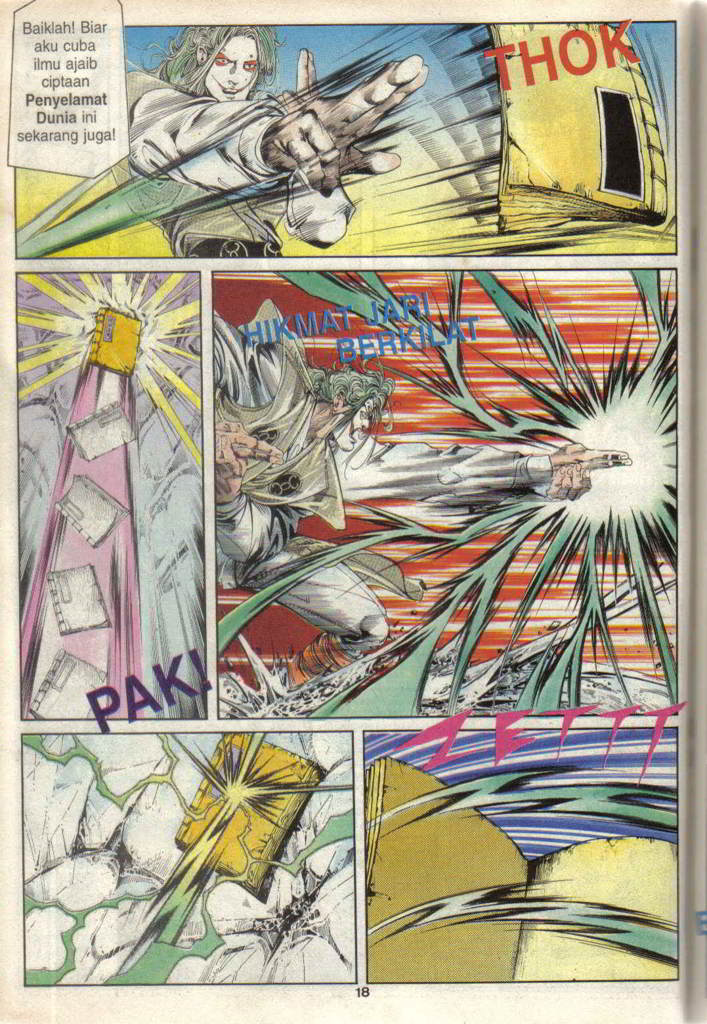 Baiklah! Biar
aku cuba
ilmu ajaib
ciptaan
Penyelamat
Dunia ini
sekarang juga!
THOK
HIKMAT JARI
BERKILAT
PAK!
ZETTT
18